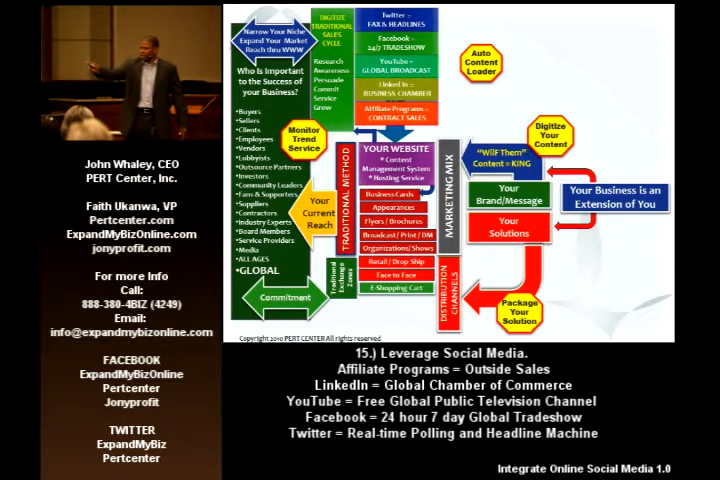 John Whaley, CEO
PERT Center, Inc.
Faith Ukanwa, VP
Pertcenter.com
ExpandMyBizOnline.com
jonyprofit.com
For more Info
Call:
888-380-4BIZ (4249)
Email:
info@expandmybizonline.com
FACEBOOK
ExpandMyBizOnline
Pertcenter
Jonyprofit
TWITTER
ExpandMyBiz
Pertcenter
Narrow Your Niche
Expand Your Market
Reach thru WWW
Who Is Important
to the Success of
your Business?
•Buyers
•Sellers
•Clients
•Employees
•Vendors
•Lobbyists
•Outsource Partners
•Investors
•Community Leaders
•Fans & Supporters
•Suppliers
•Contractors
•Industry Experts
•Board Members
•Service Providers
•Media
•ALL AGES
•GLOBAL
Commitment
DIGITIZE
TRADITIONAL
SALES
CYCLE
Research
Awareness
Persuade
Commit
Service
Grow
Monitor
Trend
Service
Your
Current
Reach
Twitter =
FAX & HEADLINES
Facebook =
24/7 TRADESHOW
YouTube =
GLOBAL BROADCAST
Linked In =
BUSINESS CHAMBER
Affiliate Programs =
CONTRACT SALES
TRADITIONAL METHOD
Traditional
Exchange
Zones
YOUR WEBSITE
* Content
Management System
* Hosting Service
Business Cards
Appearances
Flyers / Brochures
Broadcast / Print / DM
Organizations/Shows
Retail / Drop Ship
Face to Face
E-Shopping Cart
MARKETING MIX
DISTRIBUTION
CHANNELS
Auto
Content
Loader
Digitize
Your
Content
"WiiF Them"
Content = KING
Your
Brand/Message
Your
Solutions
Your Business is an
Extension of You
Package
Your
Solution
Copyright 2010 PERT CENTER All rights reserved
15.) Leverage Social Media.
Affiliate Programs = Outside Sales
LinkedIn = Global Chamber of Commerce
YouTube = Free Global Public Television Channel
Facebook = 24 hour 7 day Global Tradeshow
Twitter = Real-time Polling and Headline Machine
Integrate Online Social Media 1.0